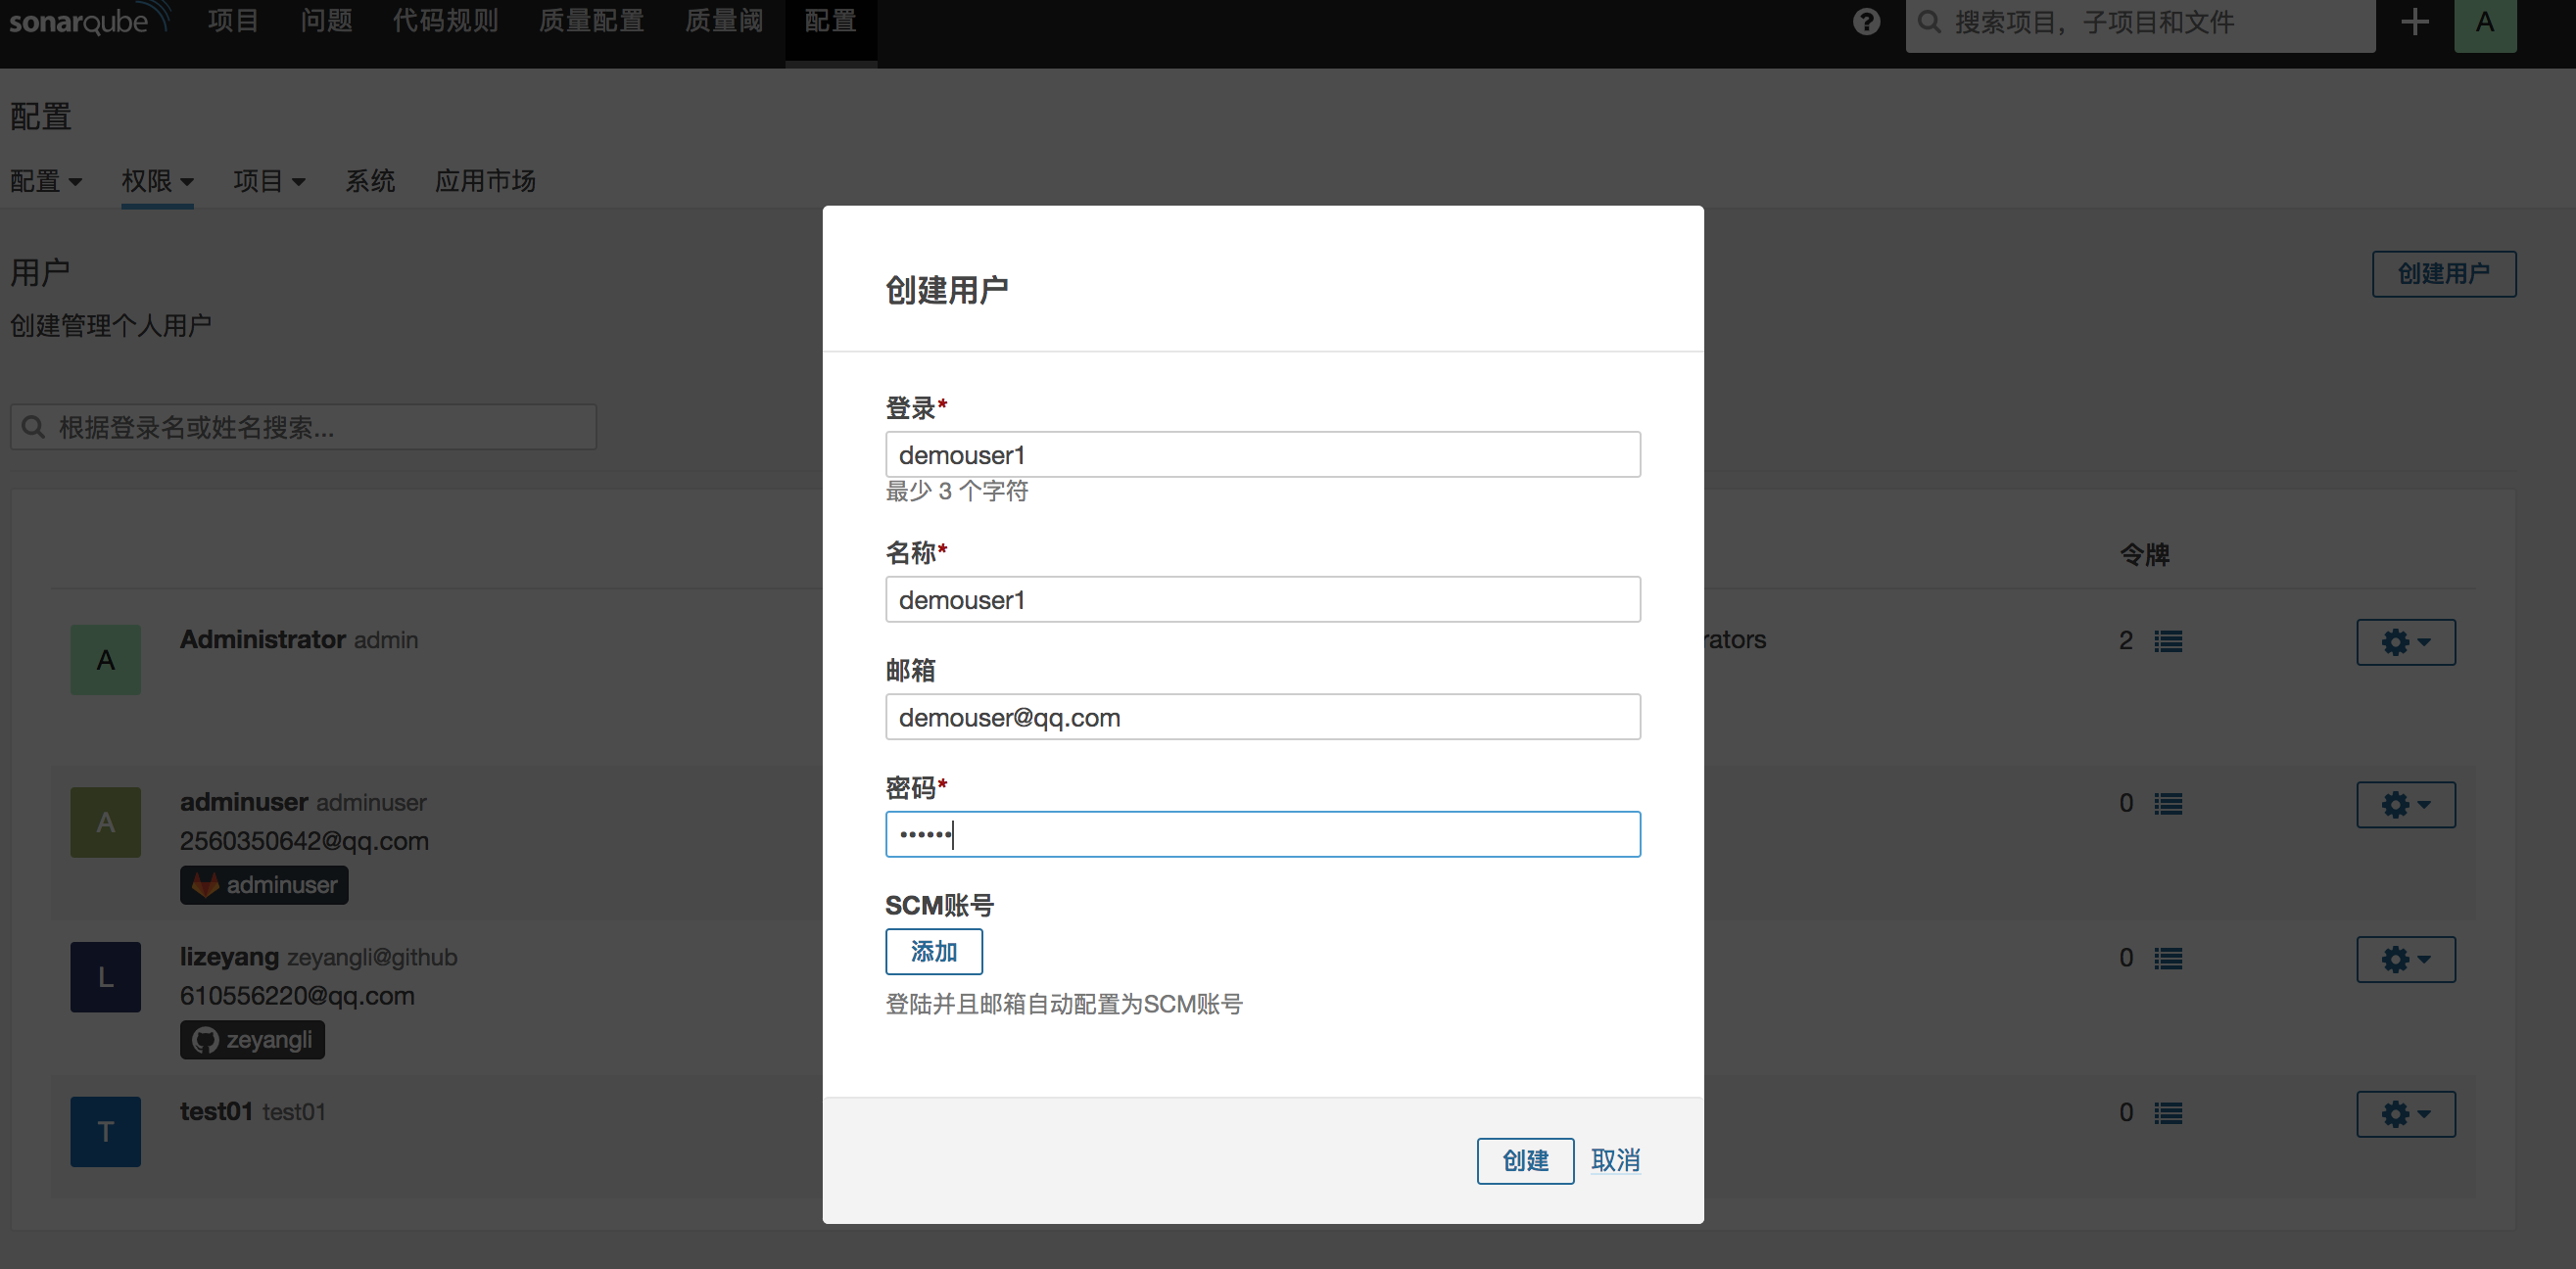 sonarqube 项目 问题 代码规则 质量配置 质量阈 配置 ? 搜索项目，子项目和文件 A
配置
配置 权限 项目 系统 应用市场
用户
创建用户
创建管理个人用户
根据登录名或姓名搜索...
令牌
A Administrator admin rators 2
A adminuser adminuser 0
2560350642@qq.com
adminuser
L lizeyang zeyangli@github 0
610556220@qq.com
zeyangli
T test01 test01 0
创建用户
登录*
demouser1
最少 3 个字符
名称*
demouser1
邮箱
demouser@qq.com
密码*
••••••
SCM账号
添加
登陆并且邮箱自动配置为SCM账号
创建 取消